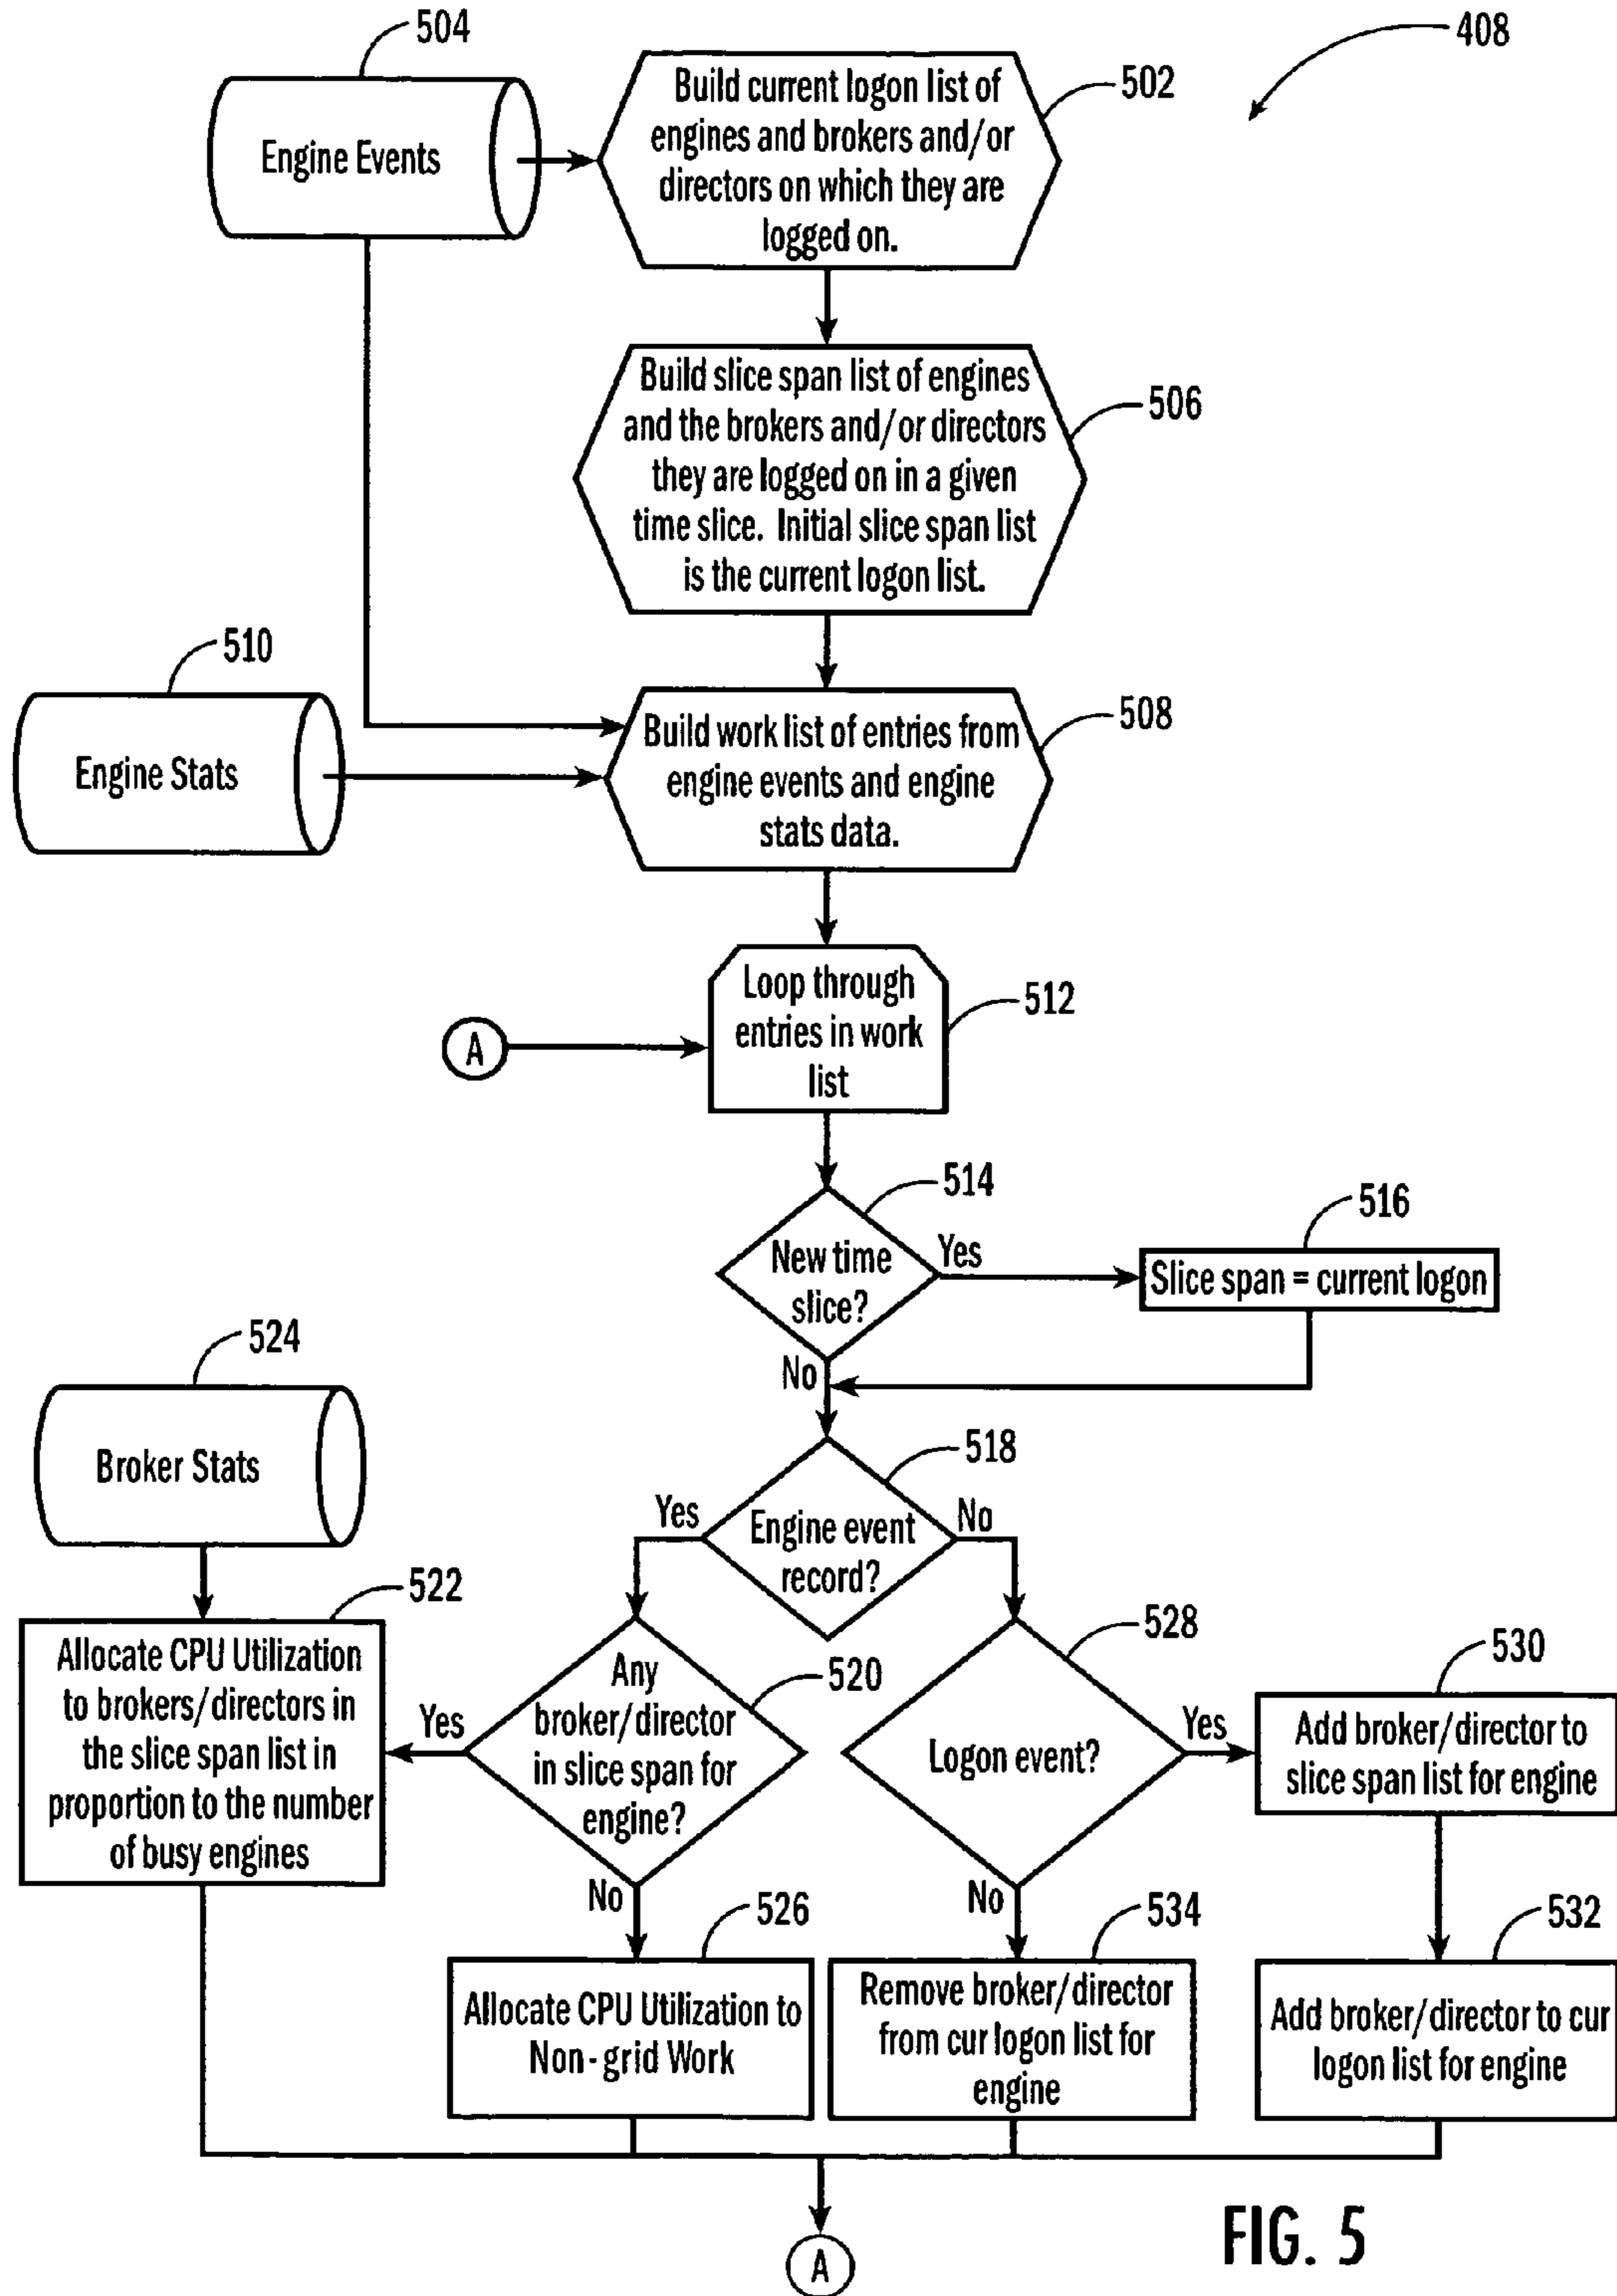 504
408
Engine Events
Build current logon list of
engines and brokers and/or
directors on which they are
logged on.
502
Build slice span list of engines
and the brokers and/or directors
they are logged on in a given
time slice. Initial slice span list
is the current logon list.
506
510
Engine Stats
Build work list of entries from
engine events and engine
stats data.
508
A
Loop through
entries in work
list
512
514
New time
slice?
Yes
No
516
Slice span = current logon
524
Broker Stats
518
Engine event
record?
Yes
No
522
Allocate CPU Utilization
to brokers/directors in
the slice span list in
proportion to the number
of busy engines
520
Any
broker/director
in slice span for
engine?
Yes
No
528
Logon event?
Yes
No
530
Add broker/director to
slice span list for engine
526
Allocate CPU Utilization to
Non-grid Work
534
Remove broker/director
from cur logon list for
engine
532
Add broker/director to cur
logon list for engine
A
FIG. 5